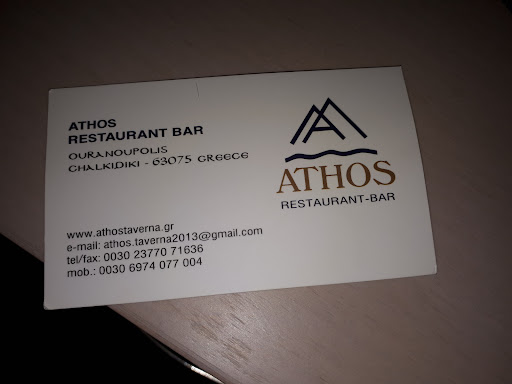 ATHOS
RESTAURANT BAR
OURANOUPOLIS
CHALKIDIKI - 63075 GREECE
www.athostaverna.gr
e-mail: athos.taverna2013@gmail.com
tel/fax: 0030 23770 71636
mob.: 0030 6974 077 004
ATHOS
RESTAURANT-BAR